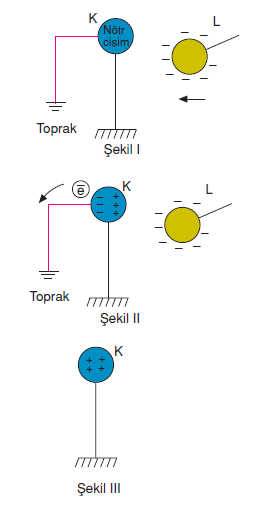 K
L
Nötr
cisim
Toprak
Şekil I
ē
K
L
Toprak
Şekil II
K
Şekil III